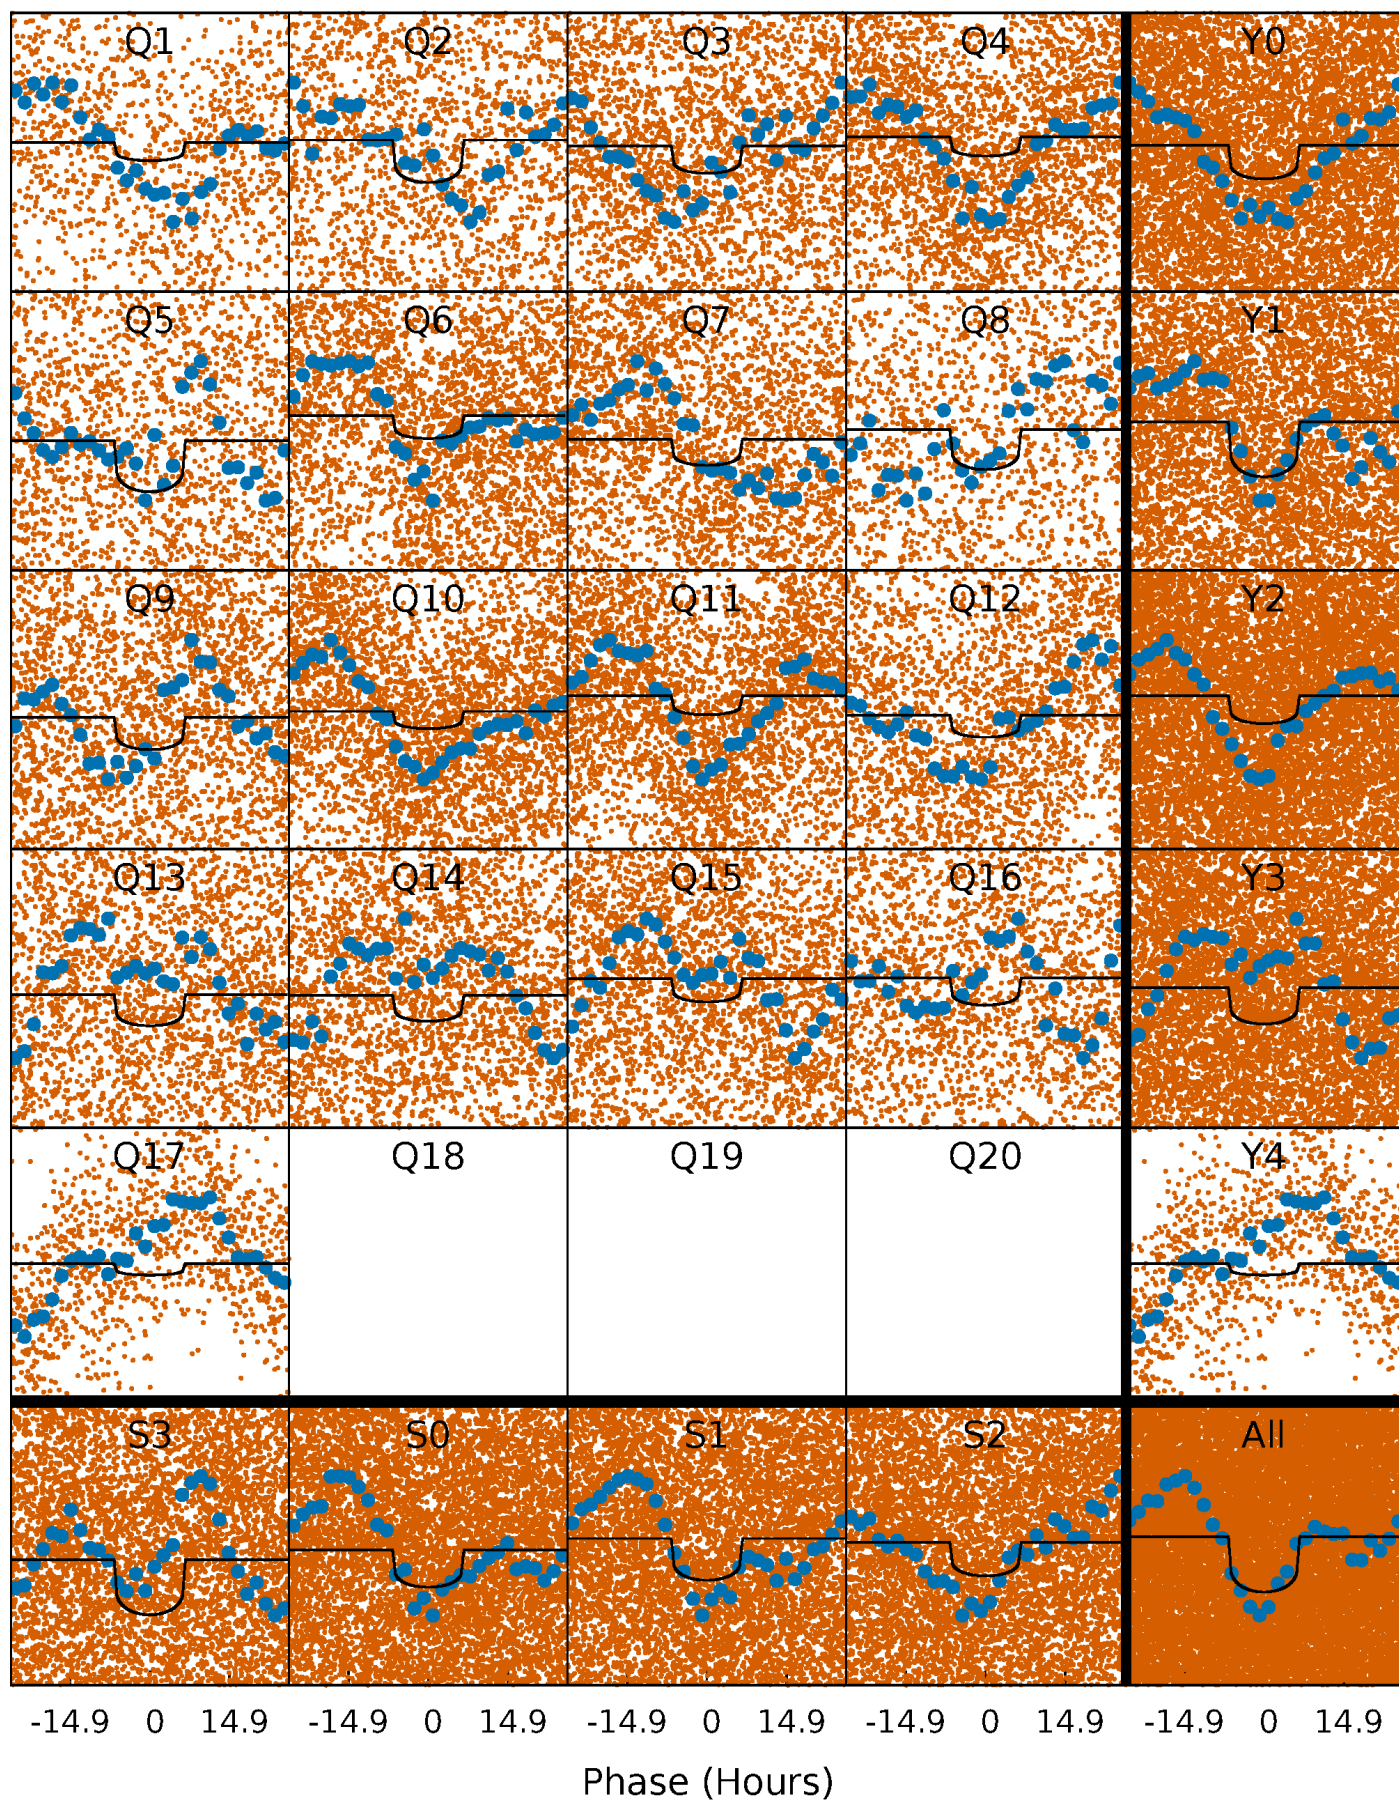 Q1 Q2 Q3 Q4 Y0
Q5 Q6 Q7 Q8 Y1
Q9 Q10 Q11 Q12 Y2
Q13 Q14 Q15 Q16 Y3
Q17 Q18 Q19 Q20 Y4
S3 S0 S1 S2 All
-14.9 0 14.9 -14.9 0 14.9 -14.9 0 14.9 -14.9 0 14.9 -14.9 0 14.9
Phase (Hours)